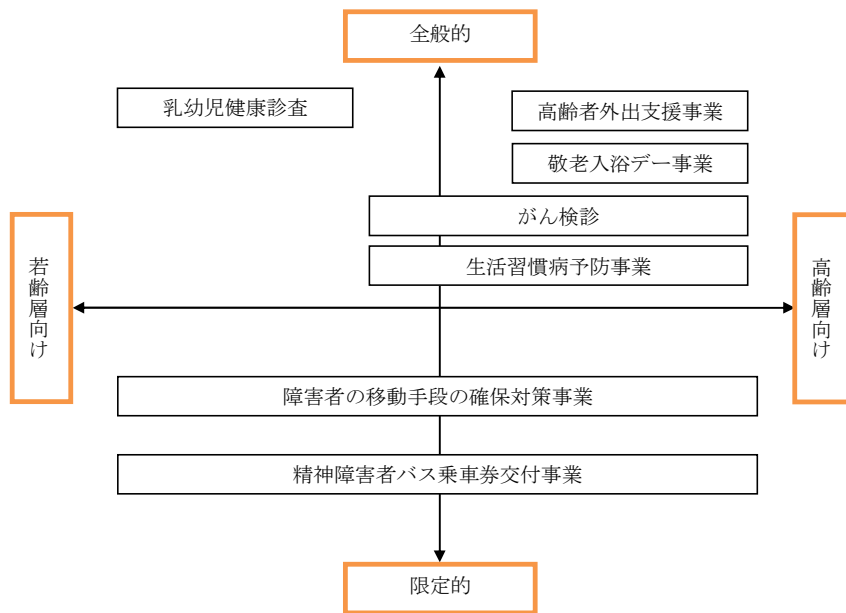 全般的
乳幼児健康診査
高齢者外出支援事業
敬老入浴デー事業
がん検診
生活習慣病予防事業
若齢層向け
高齢層向け
障害者の移動手段の確保対策事業
精神障害者バス乗車券交付事業
限定的